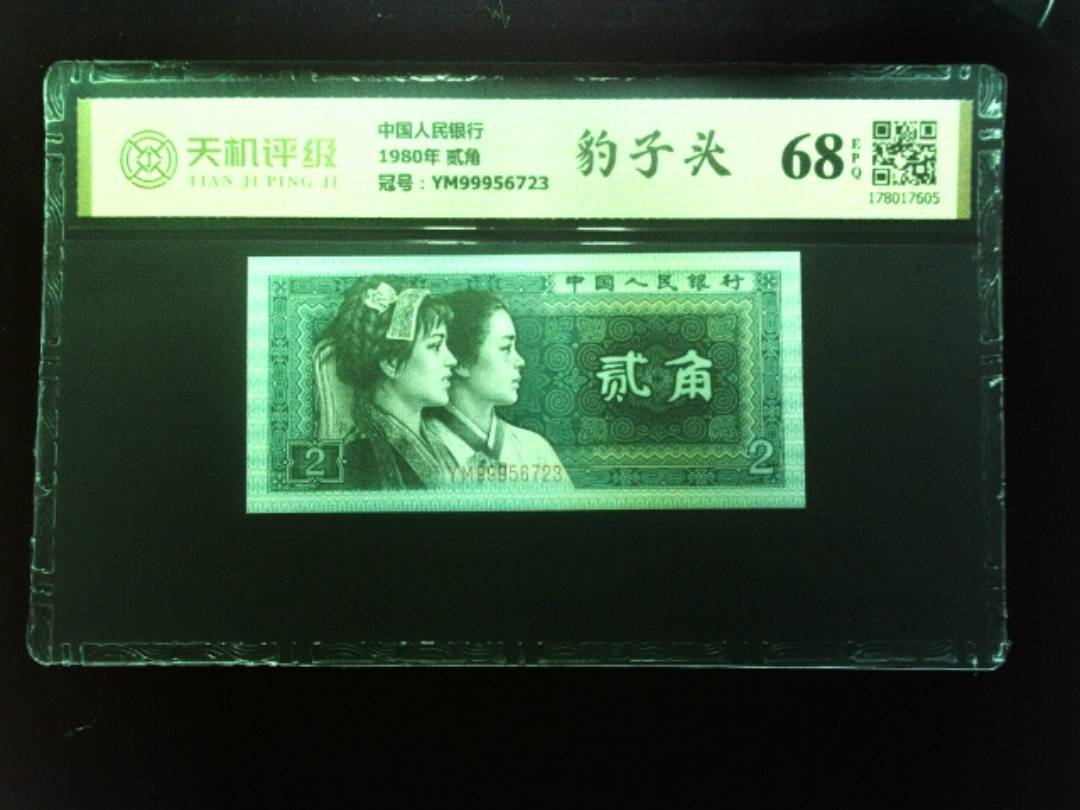 天机评级
TIAN JI PING JI
中国人民银行
1980年 贰角
冠号：YM99956723
豹子头
68
EPQ
178017605
中国人民银行
贰角
2
2
YM99956723